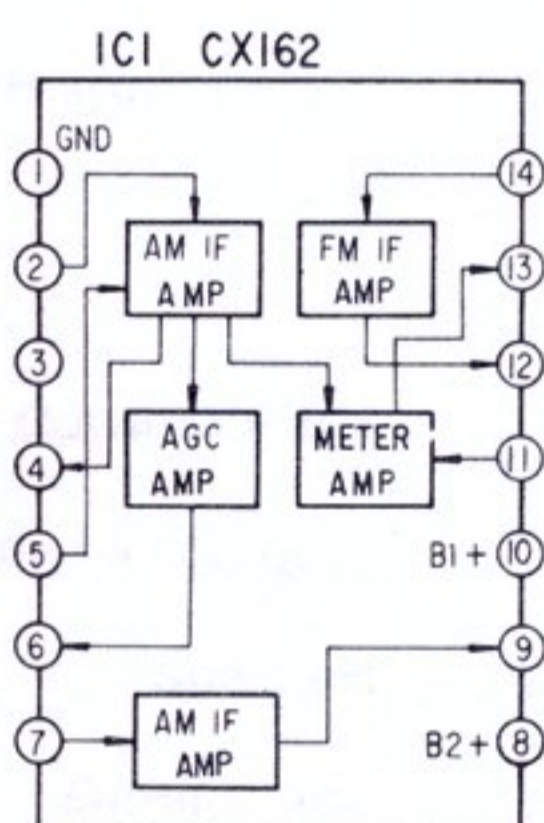 IC1 CX162
GND
1
14
2
AM IF
AMP
FM IF
AMP
13
3
12
4
AGC
AMP
METER
AMP
11
5
B1+ 10
6
9
7
AM IF
AMP
B2+ 8